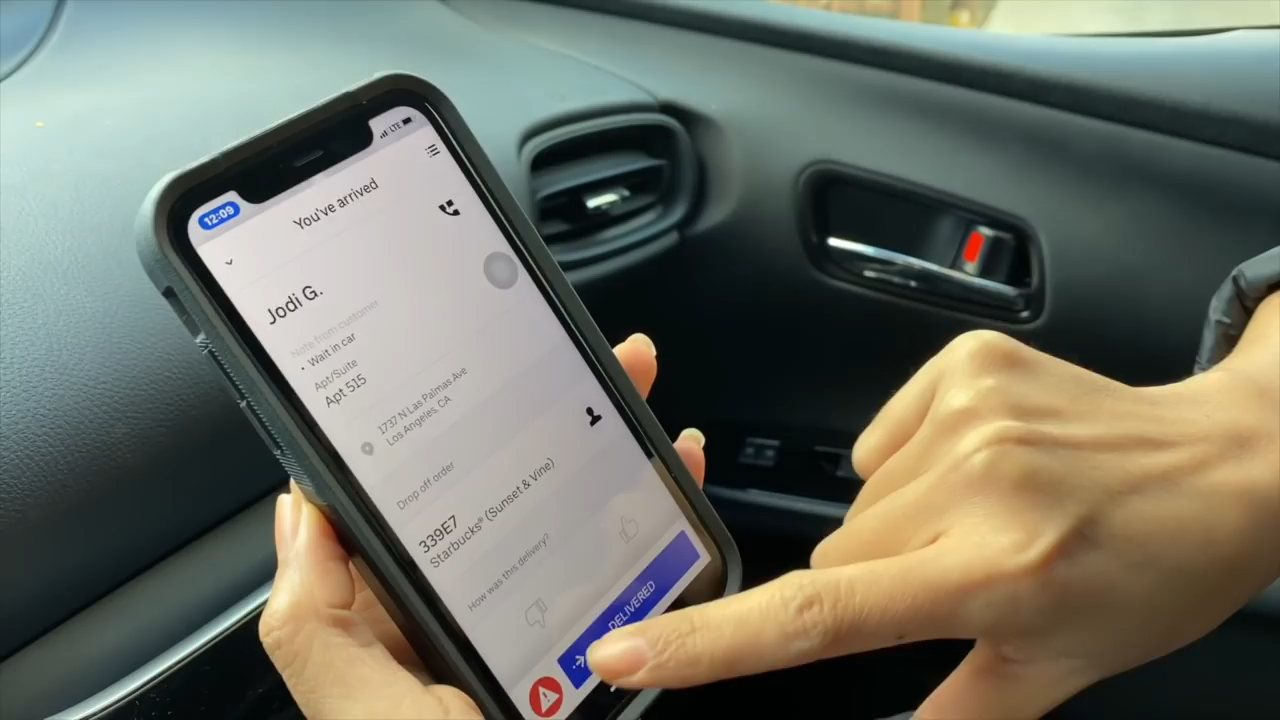 12:09
LTE
You've arrived
Jodi G.
Note from customer
• Wait in car
Apt/Suite
Apt 515
1737 N Las Palmas Ave
Los Angeles, CA
Drop off order
339E7
Starbucks® (Sunset & Vine)
How was this delivery?
DELIVERED